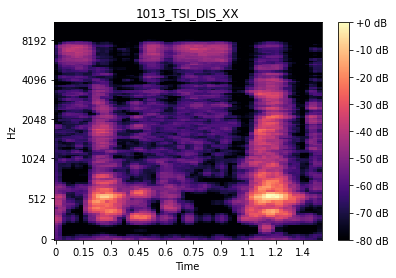 1013_TSI_DIS_XX
Hz
8192
4096
2048
1024
512
0
0 0.15 0.3 0.45 0.6 0.75 0.9 1.1 1.2 1.4
Time
+0 dB
-10 dB
-20 dB
-30 dB
-40 dB
-50 dB
-60 dB
-70 dB
-80 dB